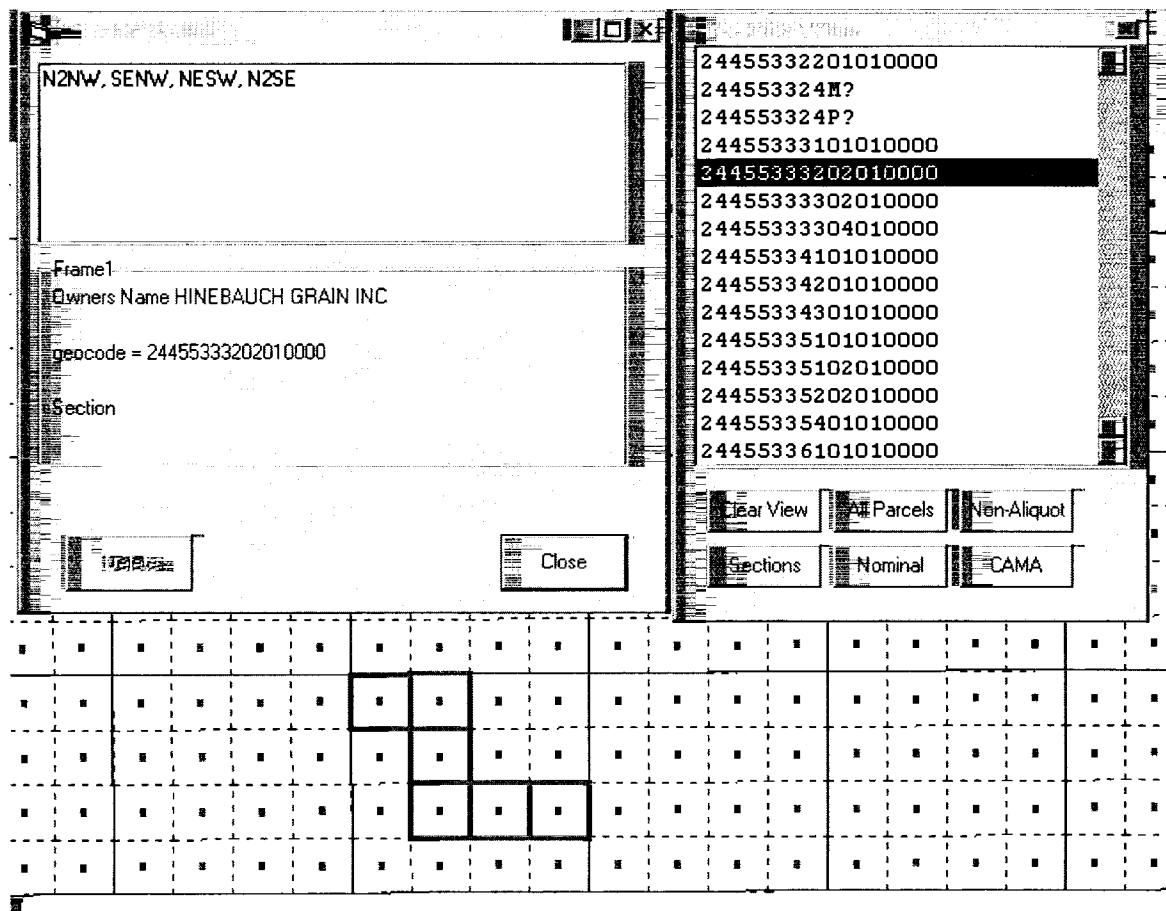 N2NW, SENW, NESW, N2SE
Frame1
Owners Name HINEBAUCH GRAIN INC
geocode = 24455333202010000
Section
Close
24455332201010000
244553324M?
244553324P?
24455333101010000
24455333202010000
24455333302010000
24455333304010000
24455334101010000
24455334201010000
24455334301010000
24455335101010000
24455335102010000
24455335202010000
24455335401010000
24455336101010000
Clear View All Parcels Non-Aliquot
Sections Nominal CAMA